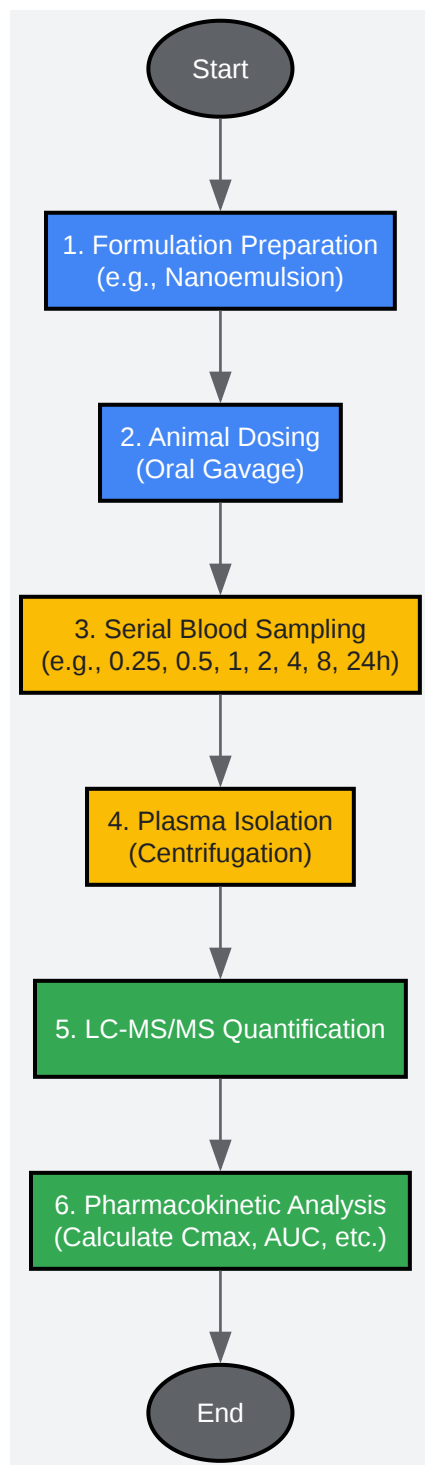 Start
1. Formulation Preparation
(e.g., Nanoemulsion)
2. Animal Dosing
(Oral Gavage)
3. Serial Blood Sampling
(e.g., 0.25, 0.5, 1, 2, 4, 8, 24h)
4. Plasma Isolation
(Centrifugation)
5. LC-MS/MS Quantification
6. Pharmacokinetic Analysis
(Calculate Cmax, AUC, etc.)
End